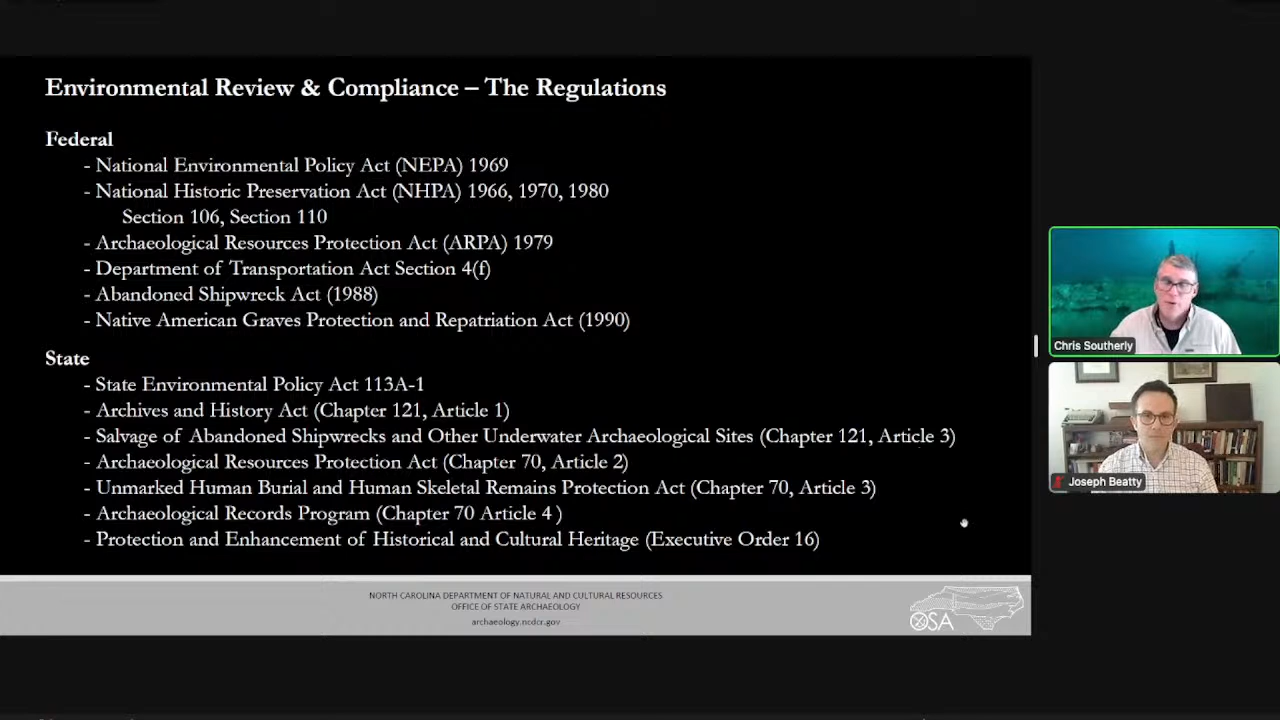 Environmental Review & Compliance – The Regulations
Federal
- National Environmental Policy Act (NEPA) 1969
- National Historic Preservation Act (NHPA) 1966, 1970, 1980
Section 106, Section 110
- Archaeological Resources Protection Act (ARPA) 1979
- Department of Transportation Act Section 4(f)
- Abandoned Shipwreck Act (1988)
- Native American Graves Protection and Repatriation Act (1990)
State
- State Environmental Policy Act 113A-1
- Archives and History Act (Chapter 121, Article 1)
- Salvage of Abandoned Shipwrecks and Other Underwater Archaeological Sites (Chapter 121, Article 3)
- Archaeological Resources Protection Act (Chapter 70, Article 2)
- Unmarked Human Burial and Human Skeletal Remains Protection Act (Chapter 70, Article 3)
- Archaeological Records Program (Chapter 70 Article 4 )
- Protection and Enhancement of Historical and Cultural Heritage (Executive Order 16)
NORTH CAROLINA DEPARTMENT OF NATURAL AND CULTURAL RESOURCES
OFFICE OF STATE ARCHAEOLOGY
archaeology.ncdcr.gov
OSA
Chris Southerly
Joseph Beatty